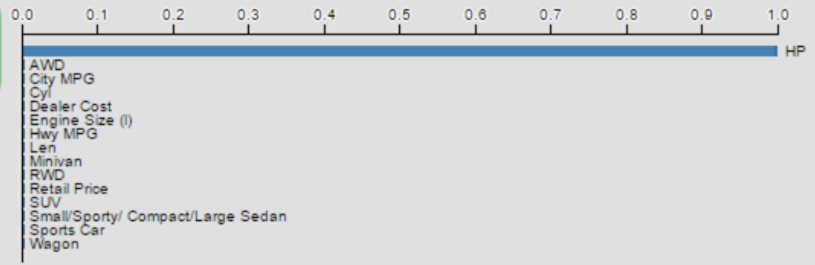 0.0 0.1 0.2 0.3 0.4 0.5 0.6 0.7 0.8 0.9 1.0
HP
AWD
City MPG
Cyl
Dealer Cost
Engine Size (l)
Hwy MPG
Len
Minivan
RWD
Retail Price
SUV
Small/Sporty/ Compact/Large Sedan
Sports Car
Wagon